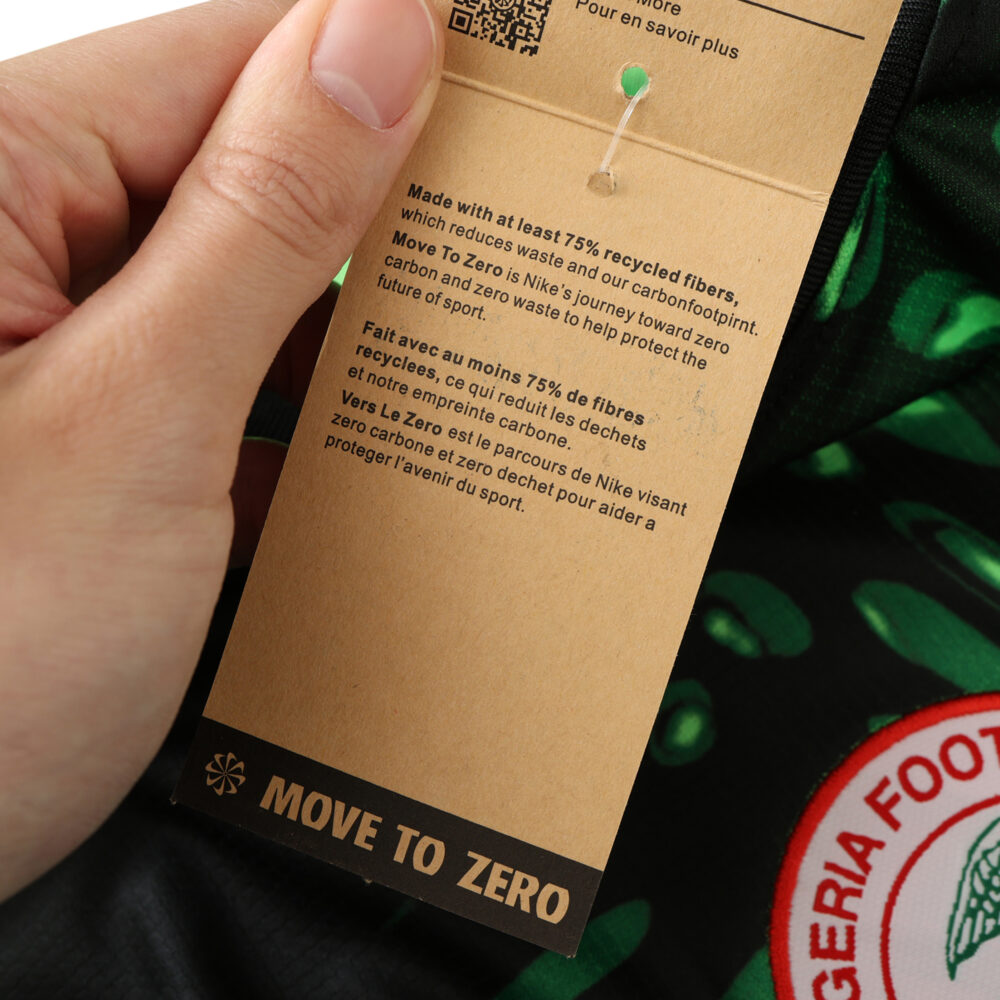 More
Pour en savoir plus
Made with at least 75% recycled fibers,
which reduces waste and our carbonfootpirnt.
Move To Zero is Nike's journey toward zero
carbon and zero waste to help protect the
future of sport.
Fait avec au moins 75% de fibres
recyclees, ce qui reduit les dechets
et notre empreinte carbone.
Vers Le Zero est le parcours de Nike visant
zero carbone et zero dechet pour aider a
proteger l'avenir du sport.
MOVE TO ZERO
GERIA FOOT